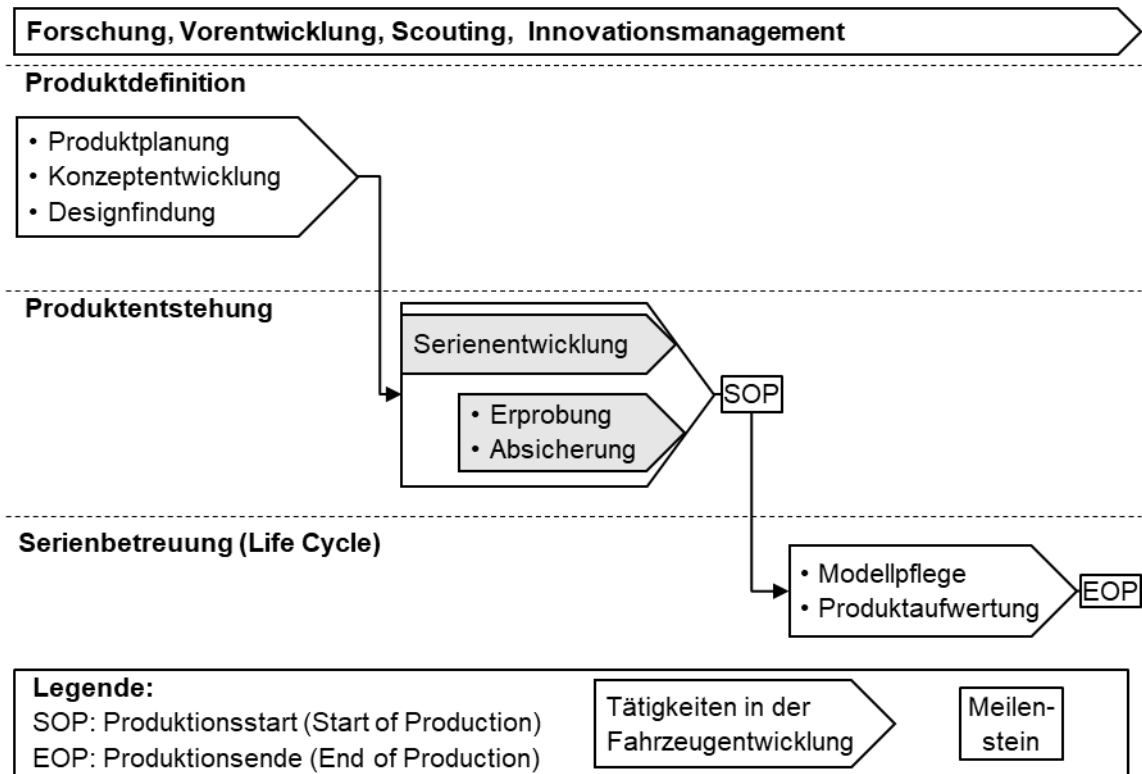 Forschung, Vorentwicklung, Scouting, Innovationsmanagement
Produktdefinition
• Produktplanung
• Konzeptentwicklung
• Designfindung
Produktentstehung
Serienentwicklung
• Erprobung
• Absicherung
SOP
Serienbetreuung (Life Cycle)
• Modellpflege
• Produktaufwertung
EOP
Legende:
SOP: Produktionsstart (Start of Production)
EOP: Produktionsende (End of Production)
Tätigkeiten in der
Fahrzeugentwicklung
Meilen-
stein